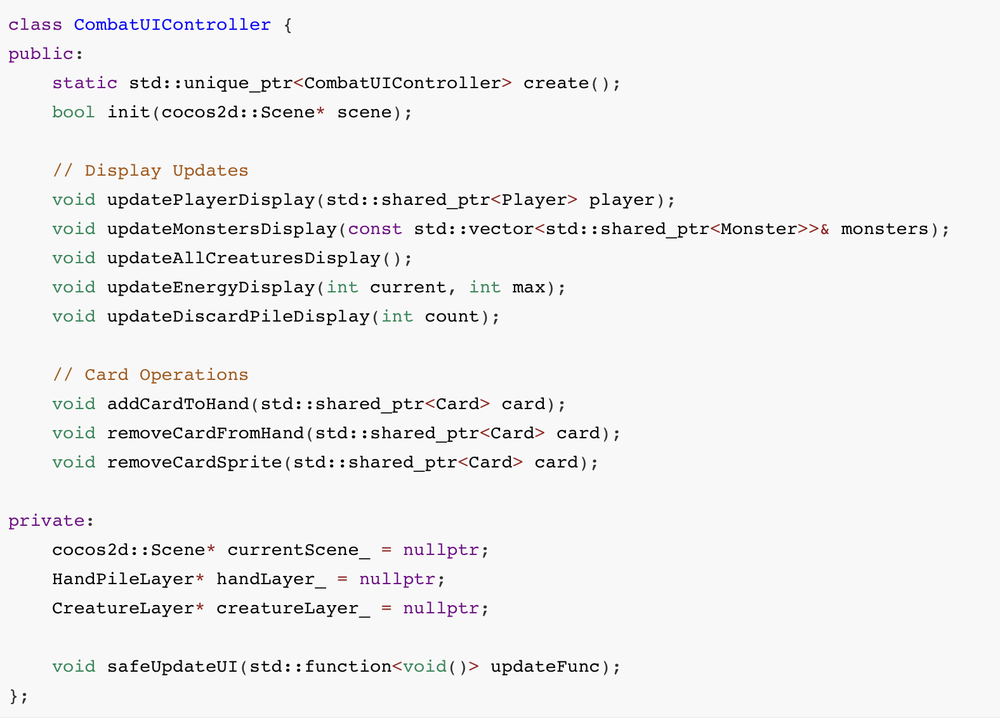 class CombatUIController {
public:
    static std::unique_ptr<CombatUIController> create();
    bool init(cocos2d::Scene* scene);

    // Display Updates
    void updatePlayerDisplay(std::shared_ptr<Player> player);
    void updateMonstersDisplay(const std::vector<std::shared_ptr<Monster>>& monsters);
    void updateAllCreaturesDisplay();
    void updateEnergyDisplay(int current, int max);
    void updateDiscardPileDisplay(int count);

    // Card Operations
    void addCardToHand(std::shared_ptr<Card> card);
    void removeCardFromHand(std::shared_ptr<Card> card);
    void removeCardSprite(std::shared_ptr<Card> card);

private:
    cocos2d::Scene* currentScene_ = nullptr;
    HandPileLayer* handLayer_ = nullptr;
    CreatureLayer* creatureLayer_ = nullptr;

    void safeUpdateUI(std::function<void()> updateFunc);
};